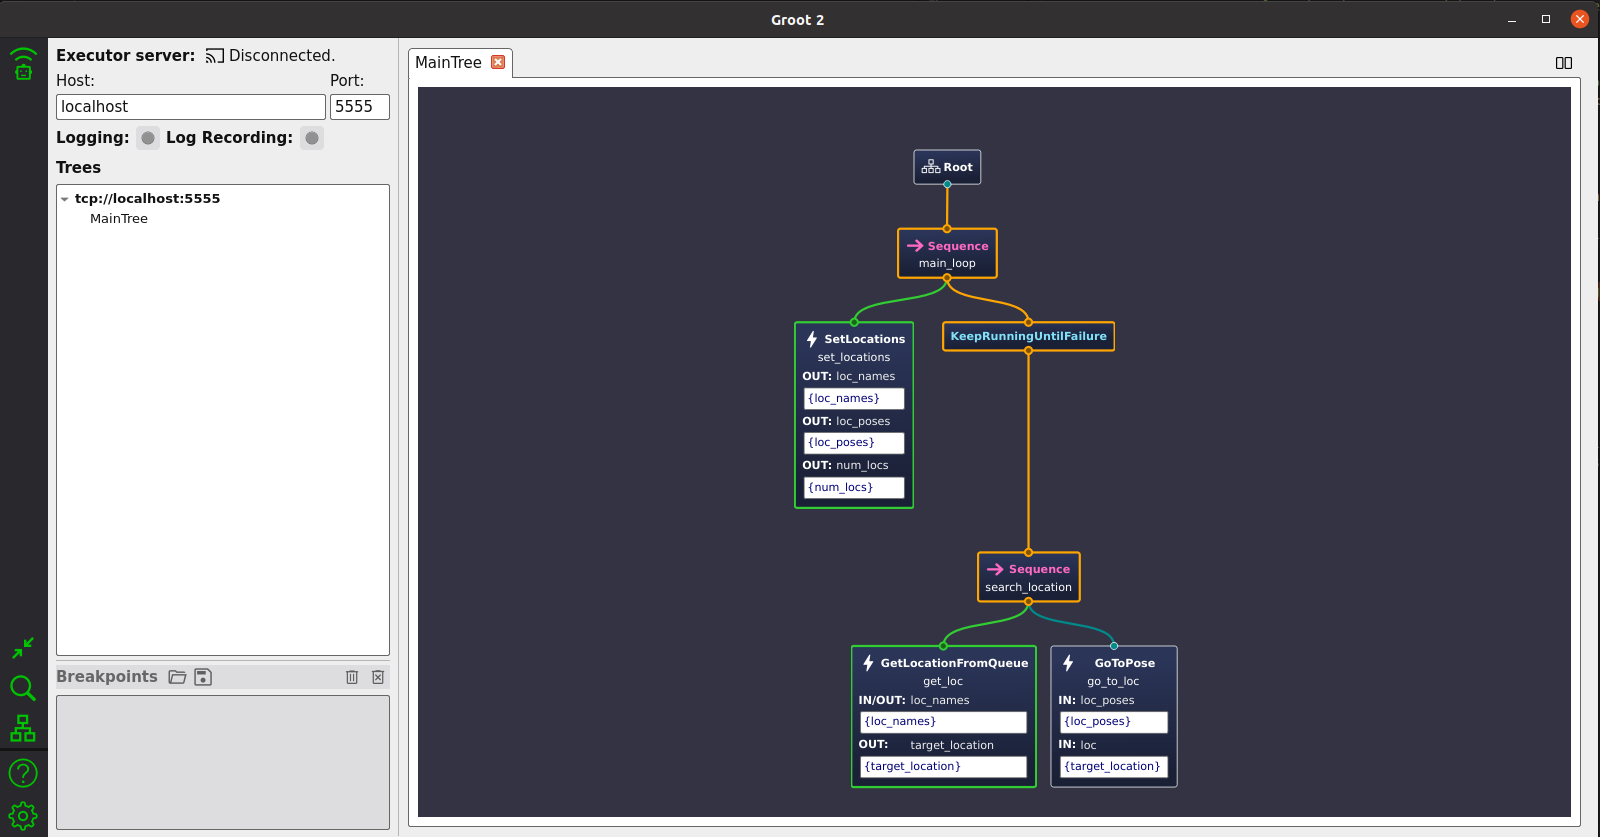 Groot 2
Executor server: Disconnected.
Host: Port:
localhost 5555
Logging: Log Recording:
Trees
tcp://localhost:5555
MainTree
Breakpoints
MainTree
Root
Sequence
main_loop
SetLocations
set_locations
OUT: loc_names
{loc_names}
OUT: loc_poses
{loc_poses}
OUT: num_locs
{num_locs}
KeepRunningUntilFailure
Sequence
search_location
GetLocationFromQueue
get_loc
IN/OUT: loc_names
{loc_names}
OUT: target_location
{target_location}
GoToPose
go_to_loc
IN: loc_poses
{loc_poses}
IN: loc
{target_location}